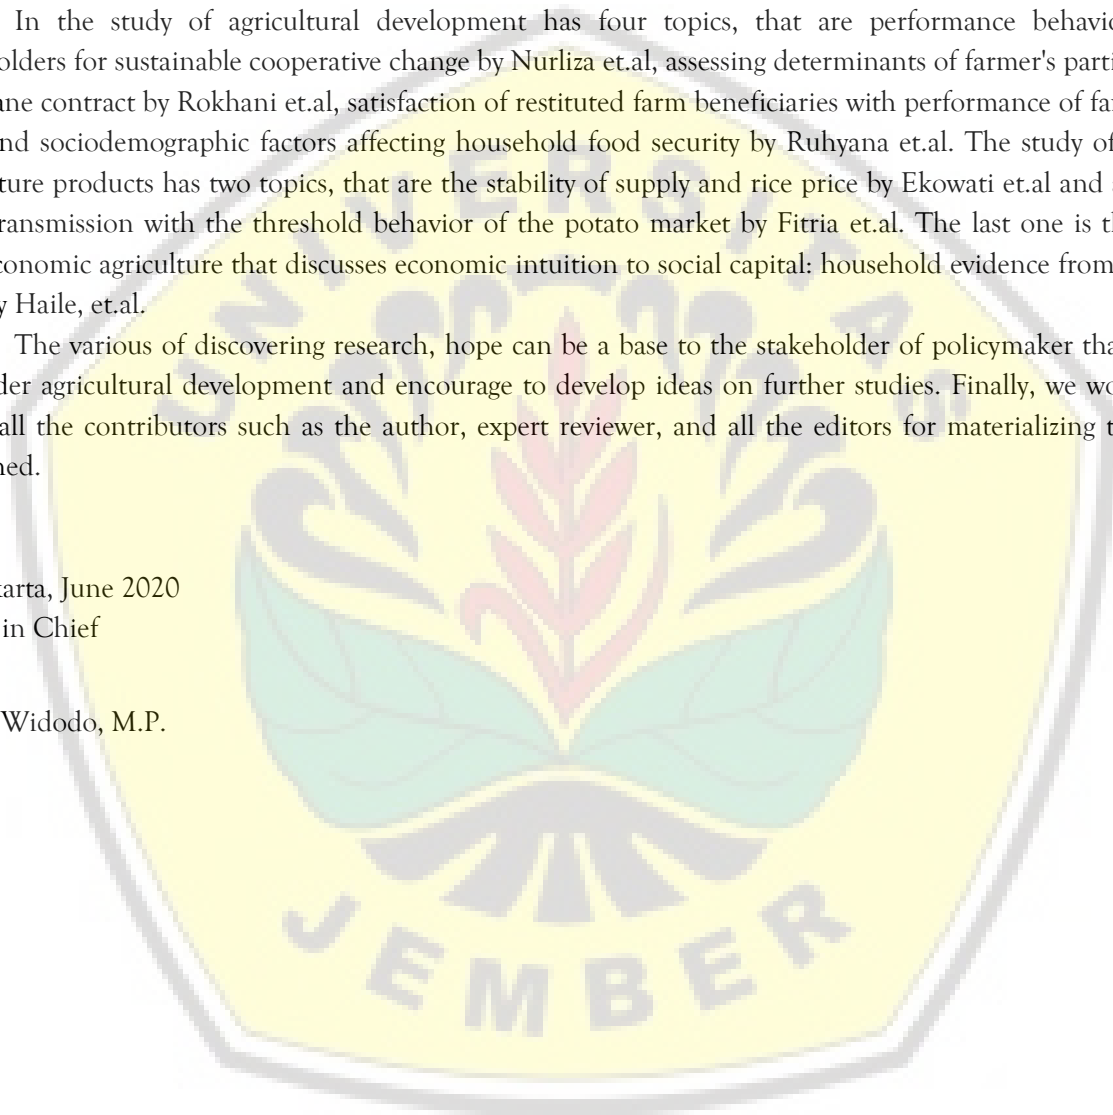 In the study of agricultural development has four topics, that are performance behavio
olders for sustainable cooperative change by Nurliza et.al, assessing determinants of farmer's parti
ane contract by Rokhani et.al, satisfaction of restituted farm beneficiaries with performance of far
nd sociodemographic factors affecting household food security by Ruhyana et.al. The study of
ture products has two topics, that are the stability of supply and rice price by Ekowati et.al and
ransmission with the threshold behavior of the potato market by Fitria et.al. The last one is th
conomic agriculture that discusses economic intuition to social capital: household evidence from
y Haile, et.al.
The various of discovering research, hope can be a base to the stakeholder of policymaker tha
der agricultural development and encourage to develop ideas on further studies. Finally, we wo
all the contributors such as the author, expert reviewer, and all the editors for materializing t
ned.
karta, June 2020
in Chief
Widodo, M.P.
UNIVERSITAS
JEMBER